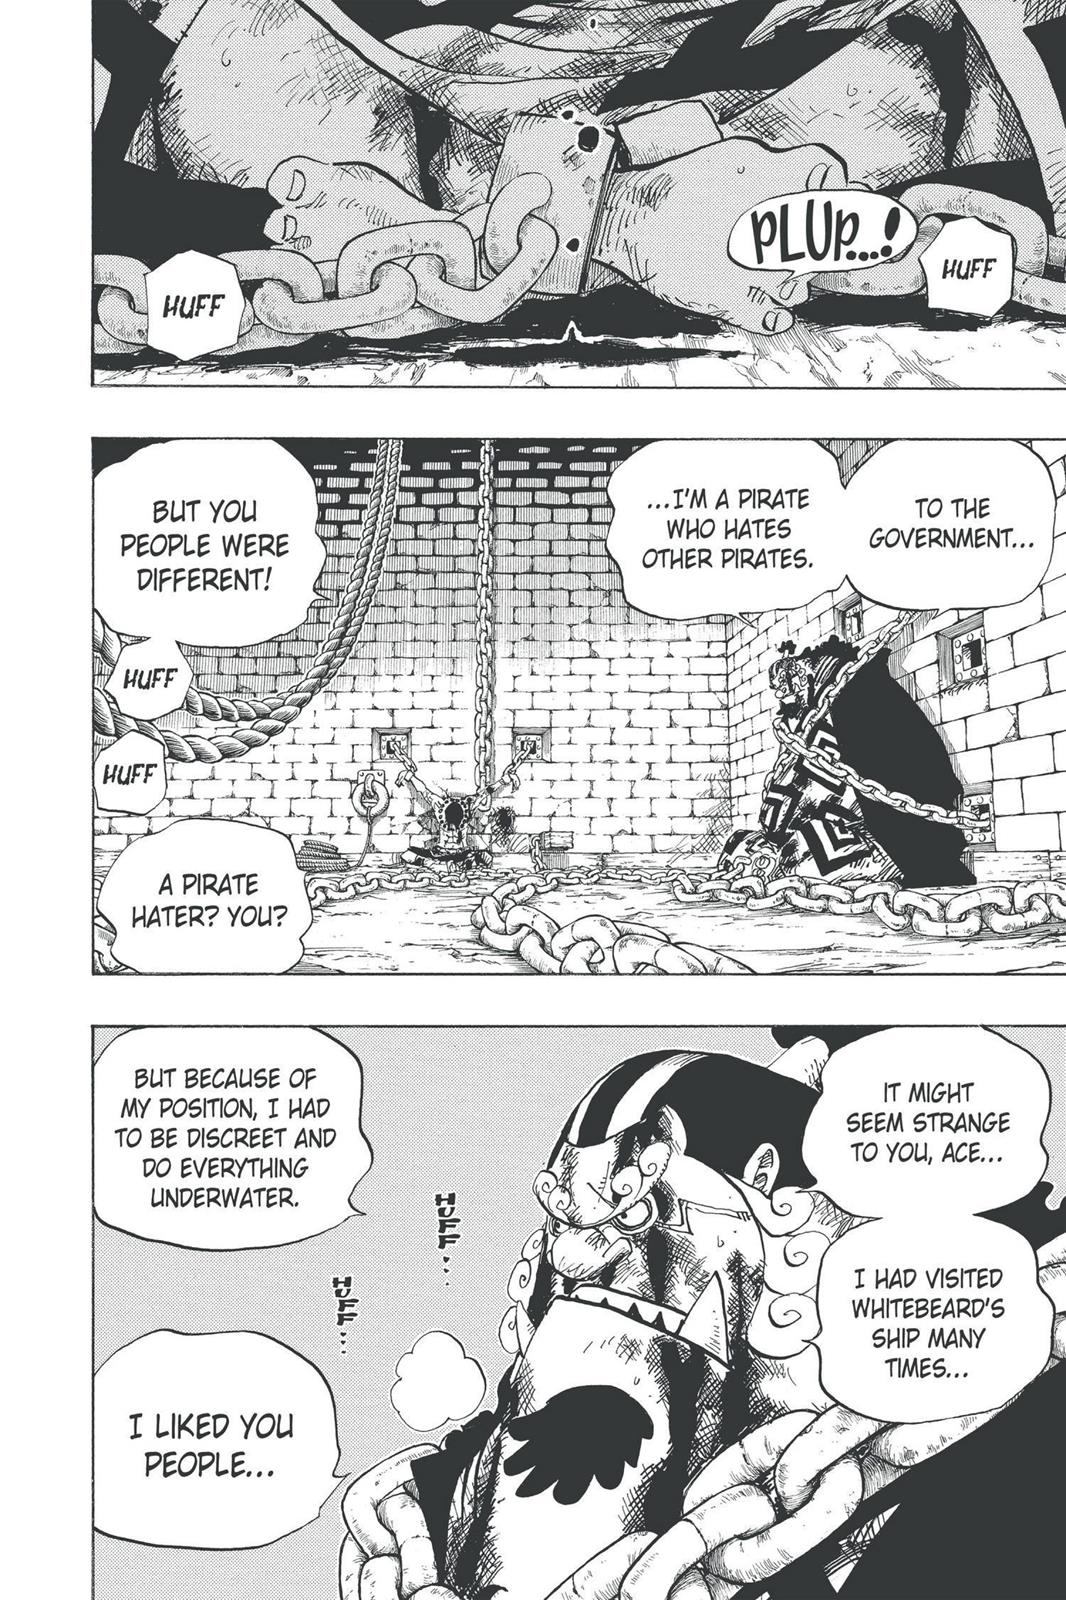 PLUP...!
HUFF
HUFF
TO THE
GOVERNMENT...
...I'M A PIRATE
WHO HATES
OTHER PIRATES.
BUT YOU
PEOPLE WERE
DIFFERENT!
HUFF
HUFF
A PIRATE
HATER? YOU?
IT MIGHT
SEEM STRANGE
TO YOU, ACE...
I HAD VISITED
WHITEBEARD'S
SHIP MANY
TIMES...
BUT BECAUSE OF
MY POSITION, I HAD
TO BE DISCREET AND
DO EVERYTHING
UNDERWATER.
HUFF...
HUFF...
I LIKED YOU
PEOPLE...